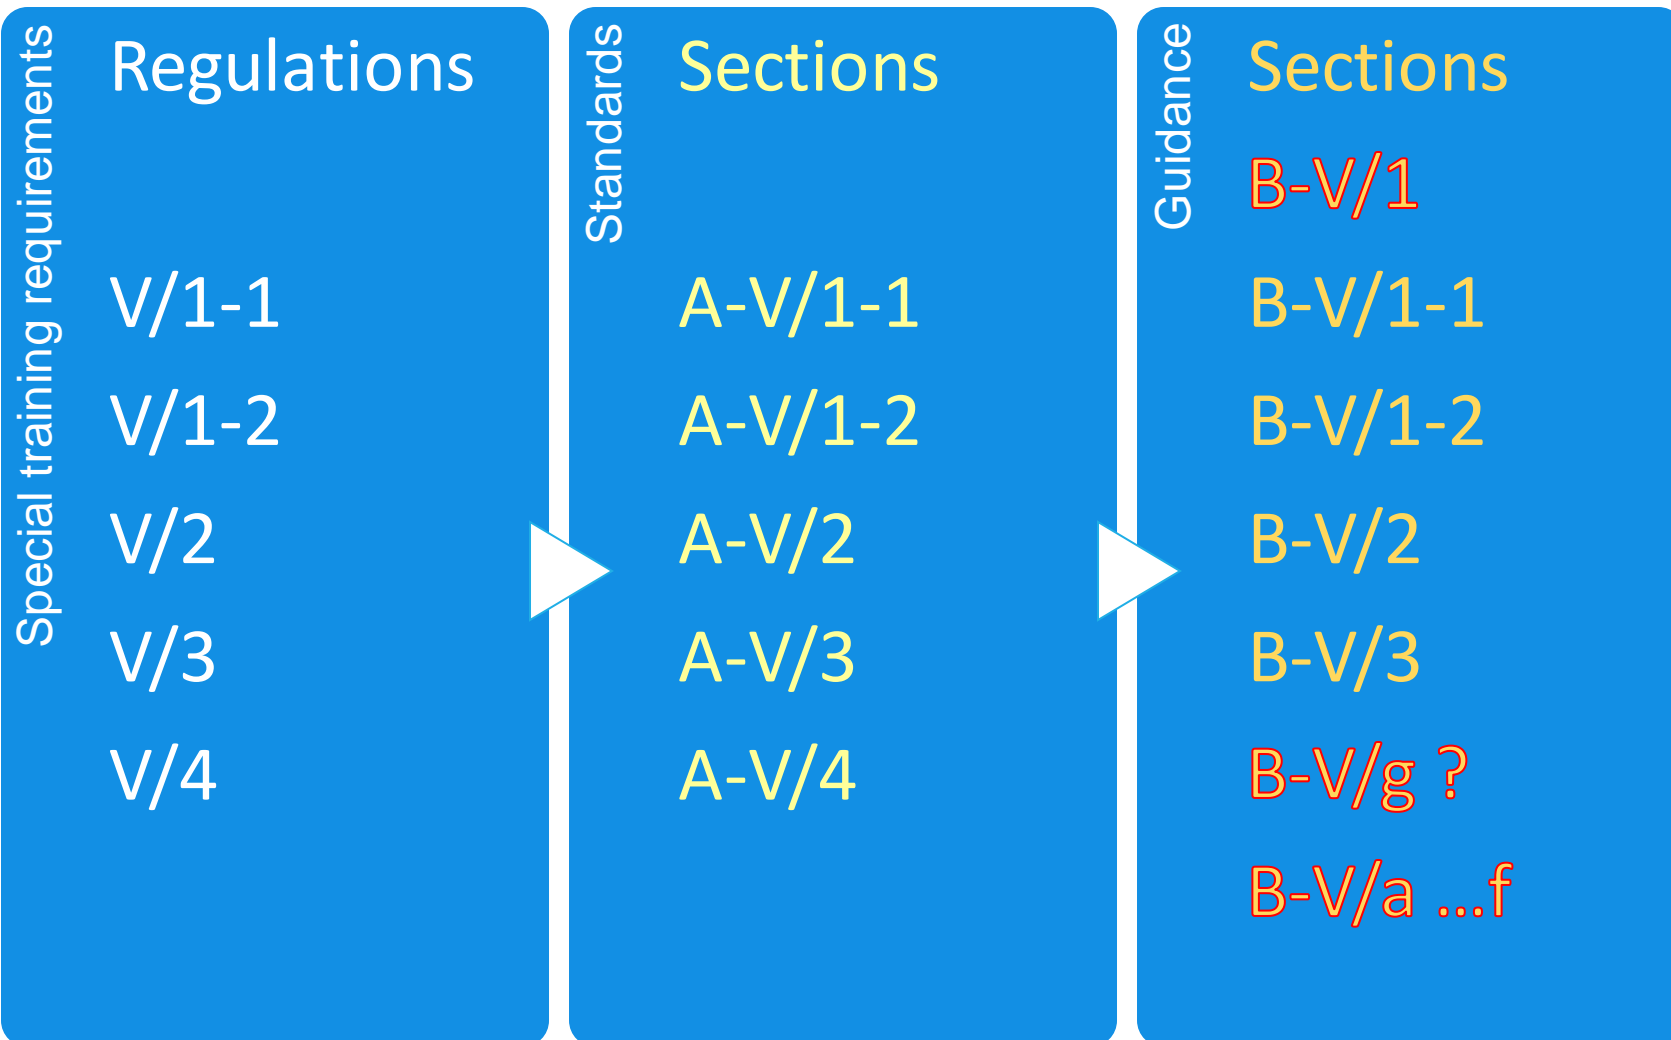 Special training requirements
Regulations
V/1-1
V/1-2
V/2
V/3
V/4
Standards
Sections
A-V/1-1
A-V/1-2
A-V/2
A-V/3
A-V/4
Guidance
Sections
B-V/1
B-V/1-1
B-V/1-2
B-V/2
B-V/3
B-V/g ?
B-V/a ...f